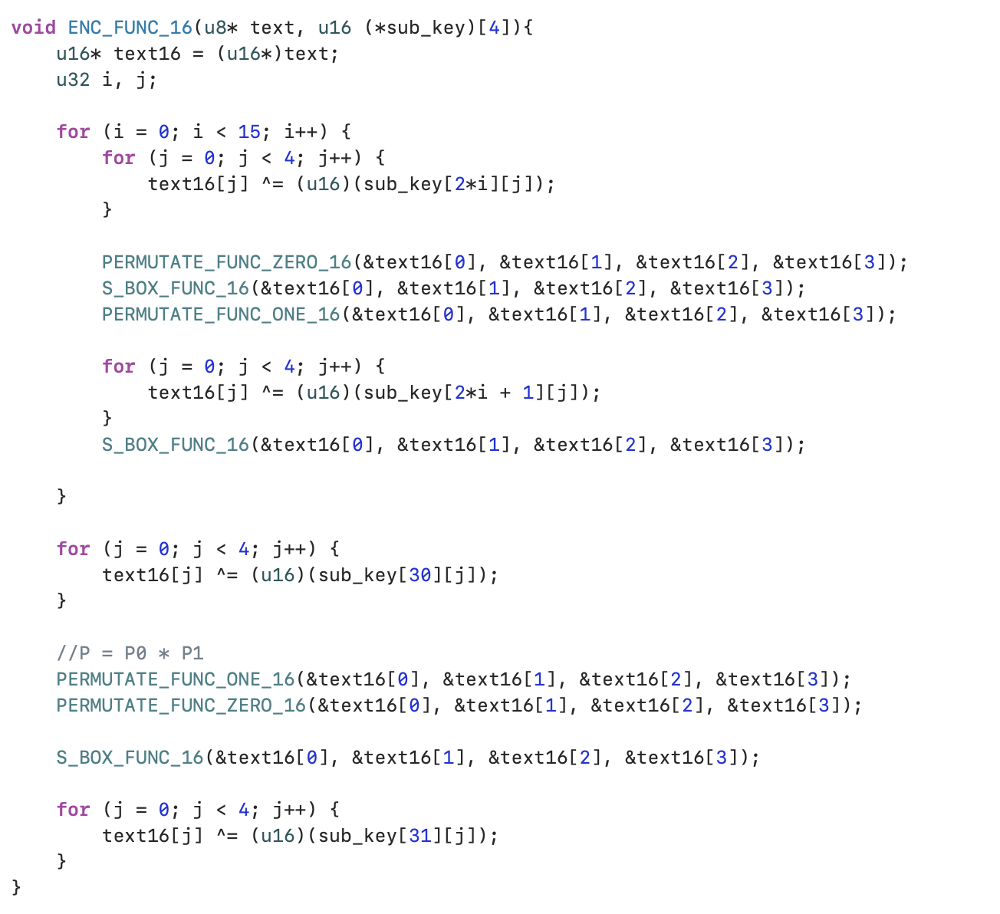 void ENC_FUNC_16(u8* text, u16 (*sub_key)[4]){
    u16* text16 = (u16*)text;
    u32 i, j;

    for (i = 0; i < 15; i++) {
        for (j = 0; j < 4; j++) {
            text16[j] ^= (u16)(sub_key[2*i][j]);
        }

        PERMUTATE_FUNC_ZERO_16(&text16[0], &text16[1], &text16[2], &text16[3]);
        S_BOX_FUNC_16(&text16[0], &text16[1], &text16[2], &text16[3]);
        PERMUTATE_FUNC_ONE_16(&text16[0], &text16[1], &text16[2], &text16[3]);

        for (j = 0; j < 4; j++) {
            text16[j] ^= (u16)(sub_key[2*i + 1][j]);
        }
        S_BOX_FUNC_16(&text16[0], &text16[1], &text16[2], &text16[3]);

    }

    for (j = 0; j < 4; j++) {
        text16[j] ^= (u16)(sub_key[30][j]);
    }

    //P = P0 * P1
    PERMUTATE_FUNC_ONE_16(&text16[0], &text16[1], &text16[2], &text16[3]);
    PERMUTATE_FUNC_ZERO_16(&text16[0], &text16[1], &text16[2], &text16[3]);

    S_BOX_FUNC_16(&text16[0], &text16[1], &text16[2], &text16[3]);

    for (j = 0; j < 4; j++) {
        text16[j] ^= (u16)(sub_key[31][j]);
    }
}